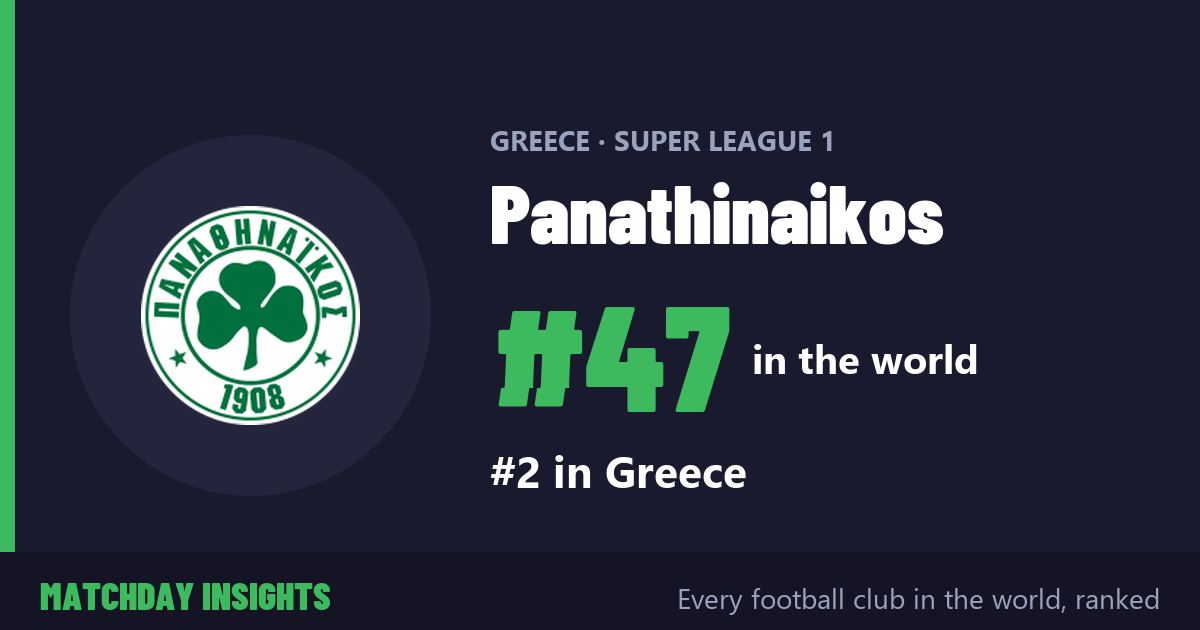 GREECE · SUPER LEAGUE 1
Panathinaikos
ΠΑΝΑΘΗΝΑΪΚΟΣ
1908
#47 in the world
#2 in Greece
MATCHDAY INSIGHTS
Every football club in the world, ranked